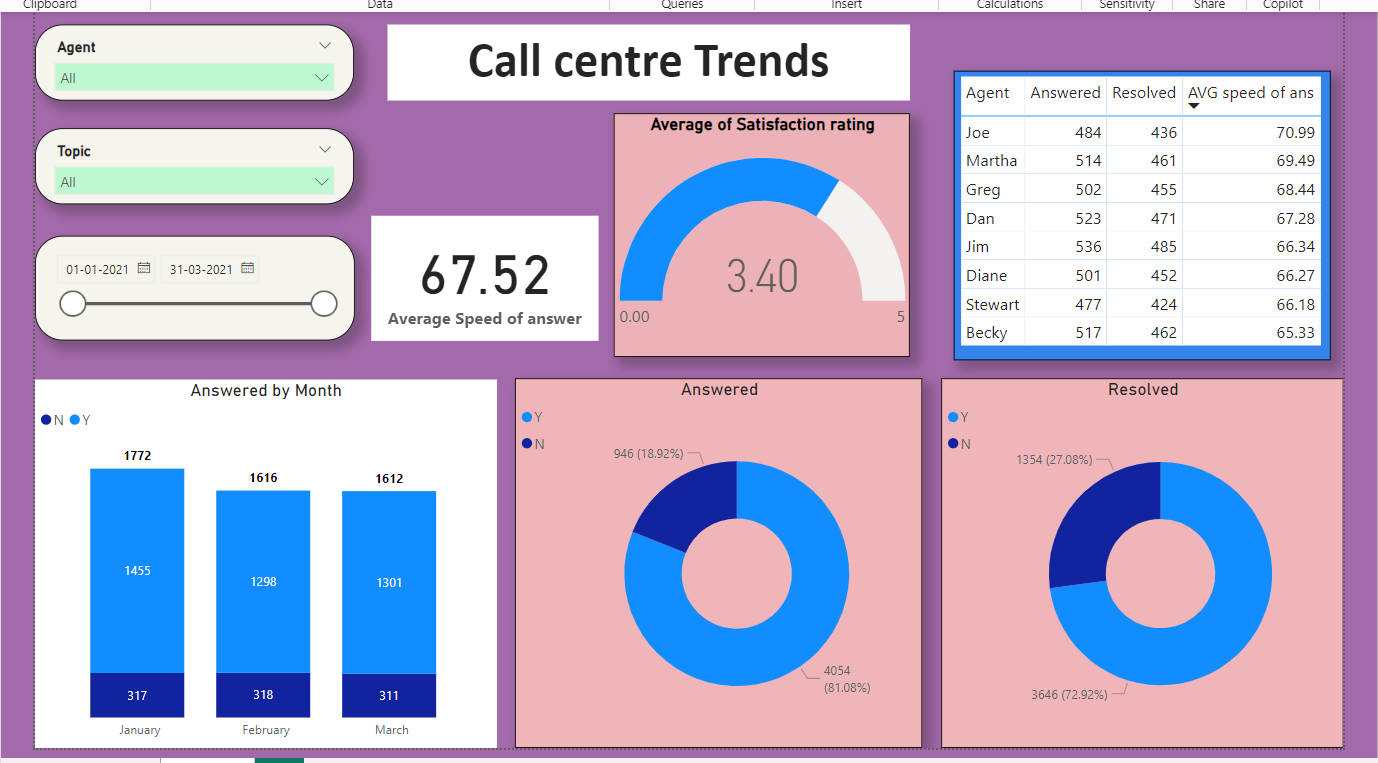 Clipboard Data Queries Insert Calculations Sensitivity Share Copilot
Agent
All
Topic
All
01-01-2021 31-03-2021
Call centre Trends
67.52
Average Speed of answer
Average of Satisfaction rating
3.40
0.00 5
Agent Answered Resolved AVG speed of ans
Joe 484 436 70.99
Martha 514 461 69.49
Greg 502 455 68.44
Dan 523 471 67.28
Jim 536 485 66.34
Diane 501 452 66.27
Stewart 477 424 66.18
Becky 517 462 65.33
Answered by Month
N Y
1772
1616
1612
1455
1298
1301
317
318
311
January February March
Answered
Y
N
946 (18.92%)
4054
(81.08%)
Resolved
Y
N
1354 (27.08%)
3646 (72.92%)